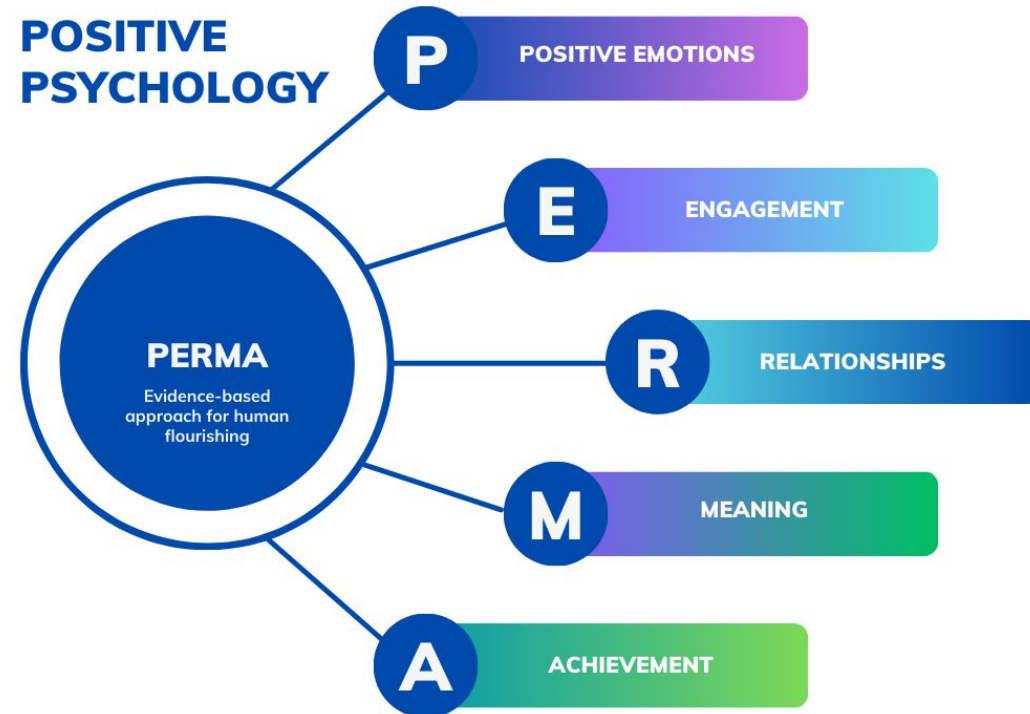 POSITIVE
PSYCHOLOGY
P
POSITIVE EMOTIONS
E
ENGAGEMENT
R
RELATIONSHIPS
M
MEANING
A
ACHIEVEMENT
PERMA
Evidence-based
approach for human
flourishing